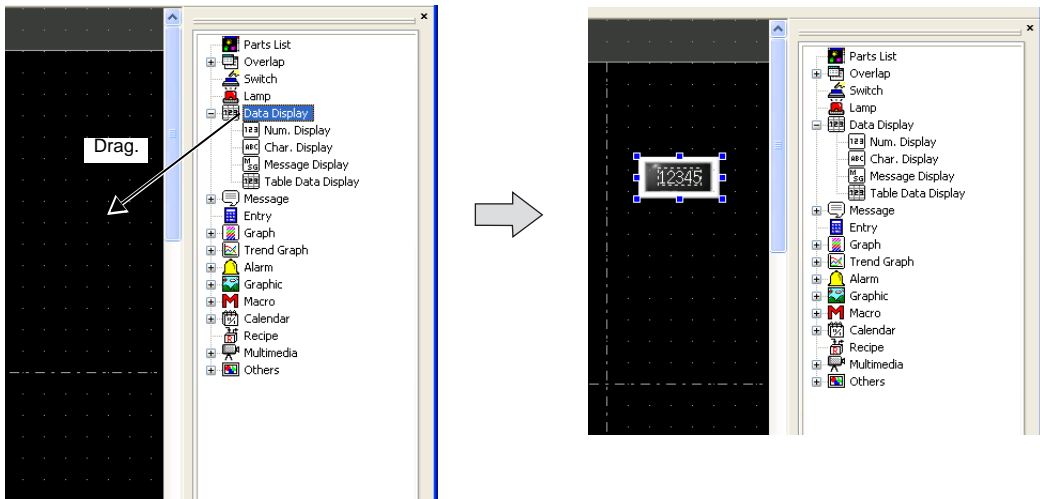 Parts List
Overlap
Switch
Lamp
Data Display
Num. Display
Char. Display
Message Display
Table Data Display
Message
Entry
Graph
Trend Graph
Alarm
Graphic
Macro
Calendar
Recipe
Multimedia
Others
Drag.
12345
Parts List
Overlap
Switch
Lamp
Data Display
Num. Display
Char. Display
Message Display
Table Data Display
Message
Entry
Graph
Trend Graph
Alarm
Graphic
Macro
Calendar
Recipe
Multimedia
Others